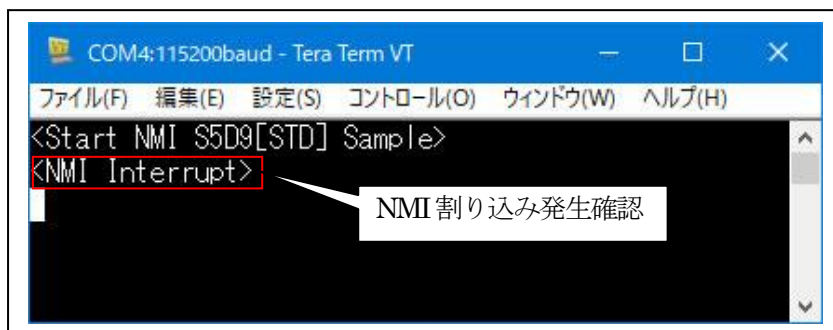 COM4:115200baud - Tera Term VT
ファイル(F) 編集(E) 設定(S) コントロール(O) ウィンドウ(W) ヘルプ(H)
<Start NMI S5D9[STD] Sample>
<NMI Interrupt>
NMI割り込み発生確認